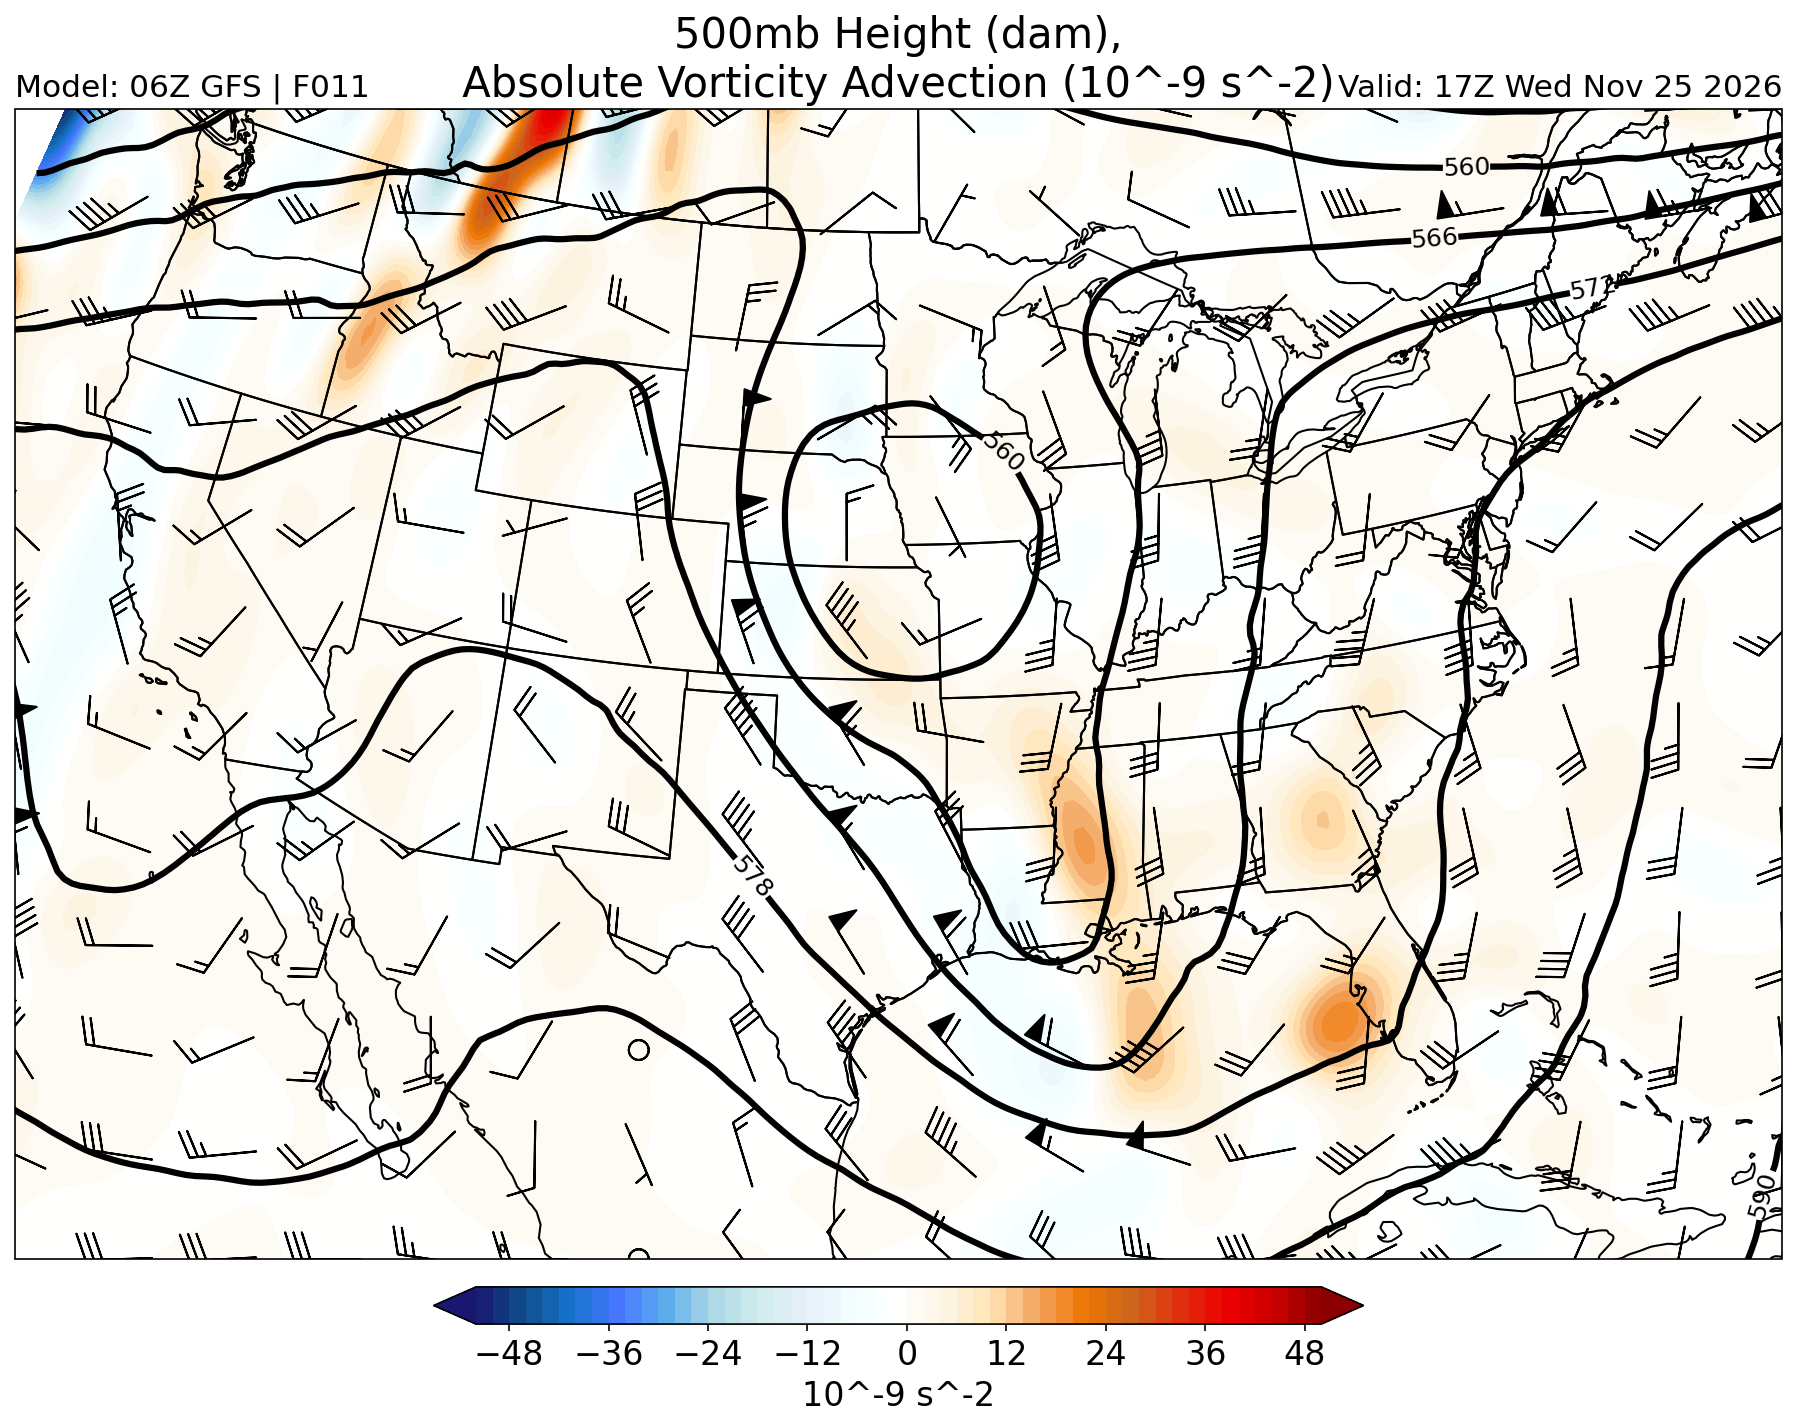 500mb Height (dam),
Model: 06Z GFS | F011
Absolute Vorticity Advection (10^-9 s^-2)
Valid: 17Z Wed Nov 25 2026
560
566
560
578
590
−48 −36 −24 −12 0 12 24 36 48
10^-9 s^-2